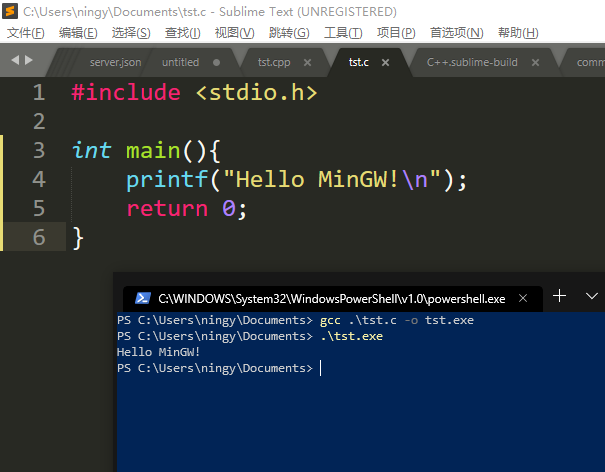 C:\Users\ningy\Documents\tst.c - Sublime Text (UNREGISTERED)
文件(F) 编辑(E) 选择(S) 查找(I) 视图(V) 跳转(G) 工具(T) 项目(P) 首选项(N) 帮助(H)
server.json untitled tst.cpp tst.c C++.sublime-build comm
1 #include <stdio.h>
2
3 int main(){
4 printf("Hello MinGW!\n");
5 return 0;
6 }
C:\WINDOWS\System32\WindowsPowerShell\v1.0\powershell.exe
PS C:\Users\ningy\Documents> gcc .\tst.c -o tst.exe
PS C:\Users\ningy\Documents> .\tst.exe
Hello MinGW!
PS C:\Users\ningy\Documents>